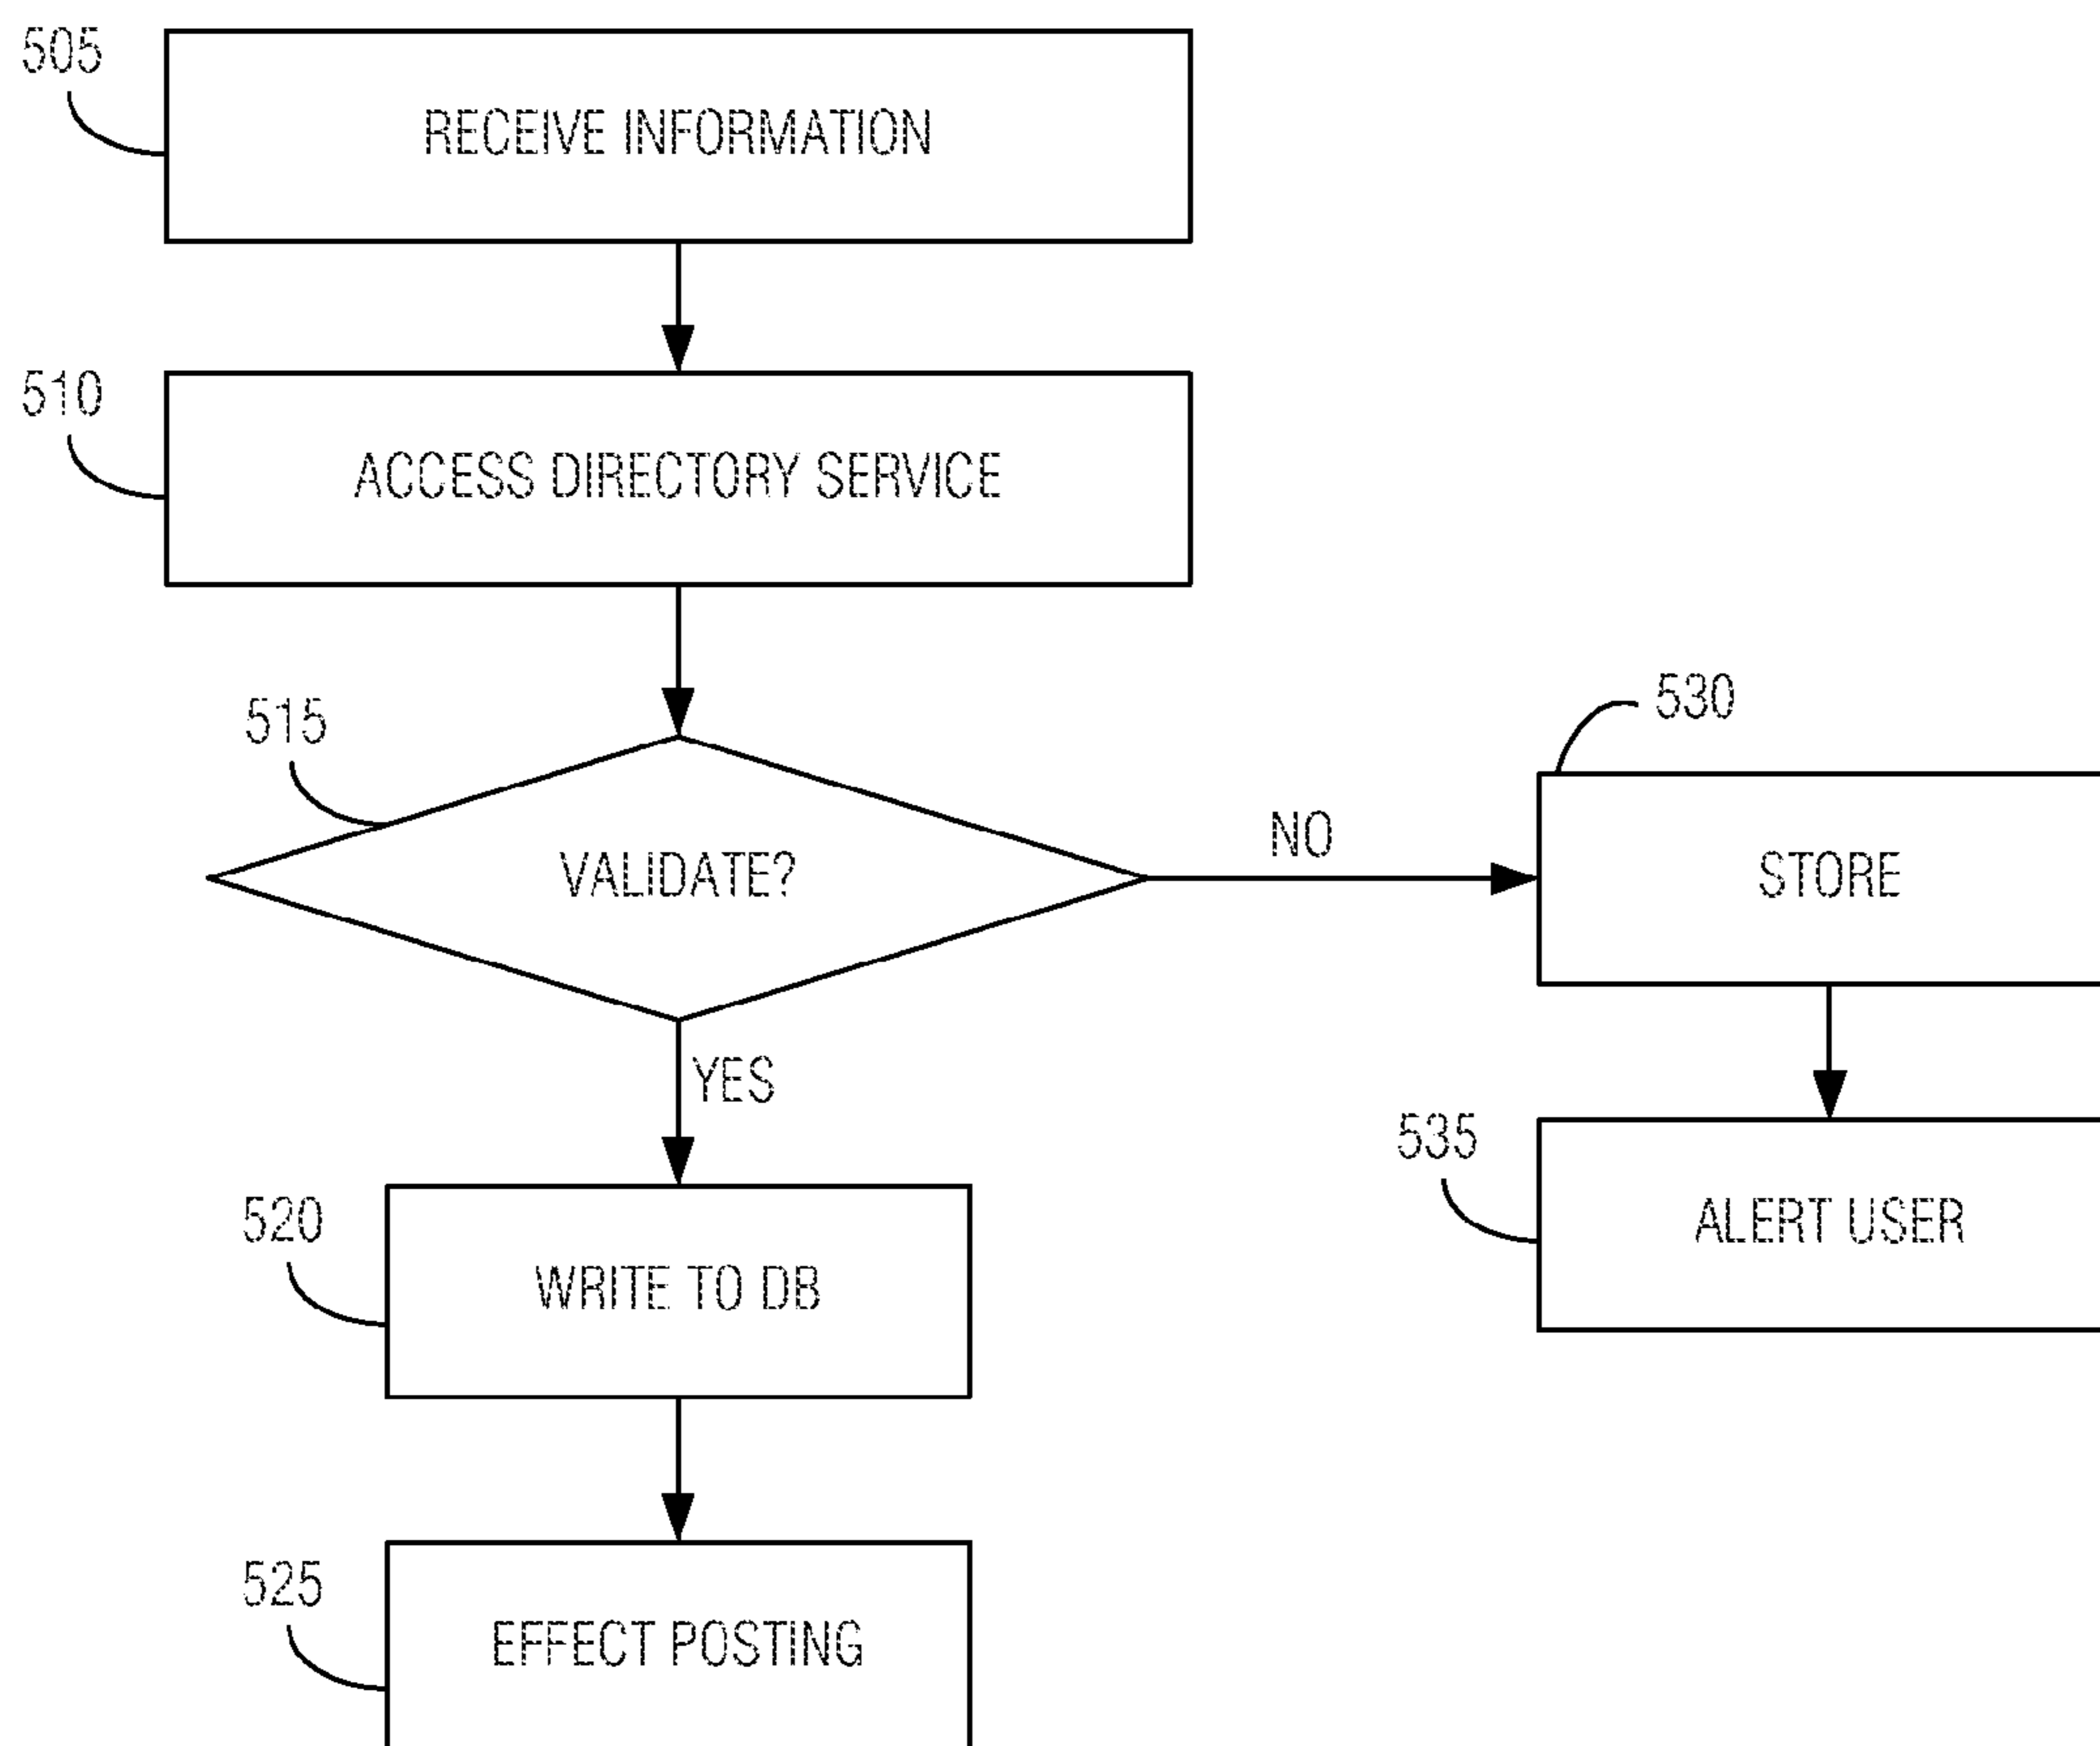 505
RECEIVE INFORMATION
510
ACCESS DIRECTORY SERVICE
515
VALIDATE?
NO
530
STORE
YES
535
ALERT USER
520
WRITE TO DB
525
EFFECT POSTING